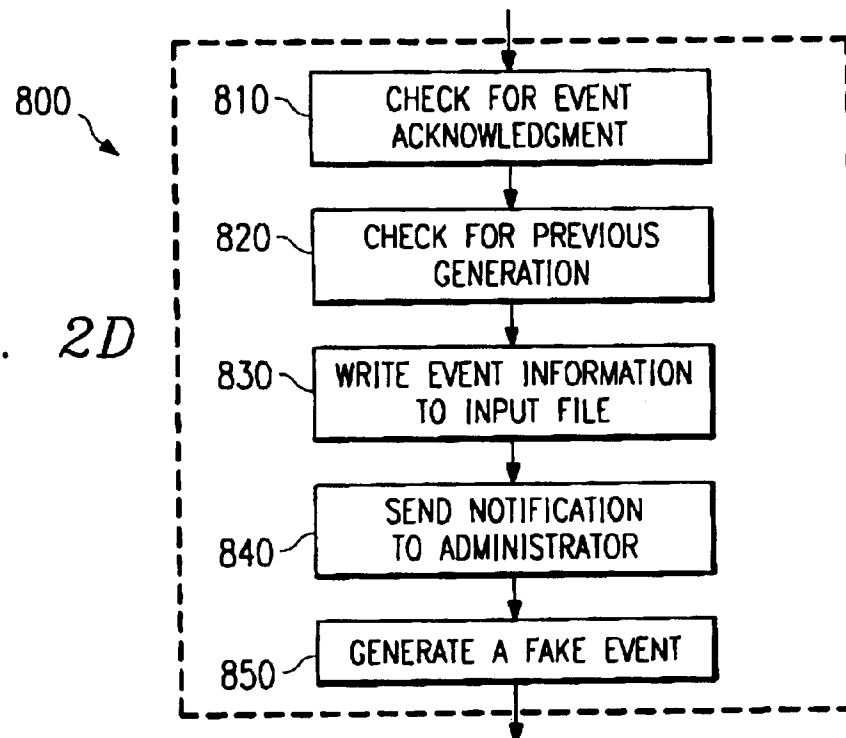 800
810
CHECK FOR EVENT
ACKNOWLEDGMENT
820
CHECK FOR PREVIOUS
GENERATION
. 2D
830
WRITE EVENT INFORMATION
TO INPUT FILE
840
SEND NOTIFICATION
TO ADMINISTRATOR
850
GENERATE A FAKE EVENT